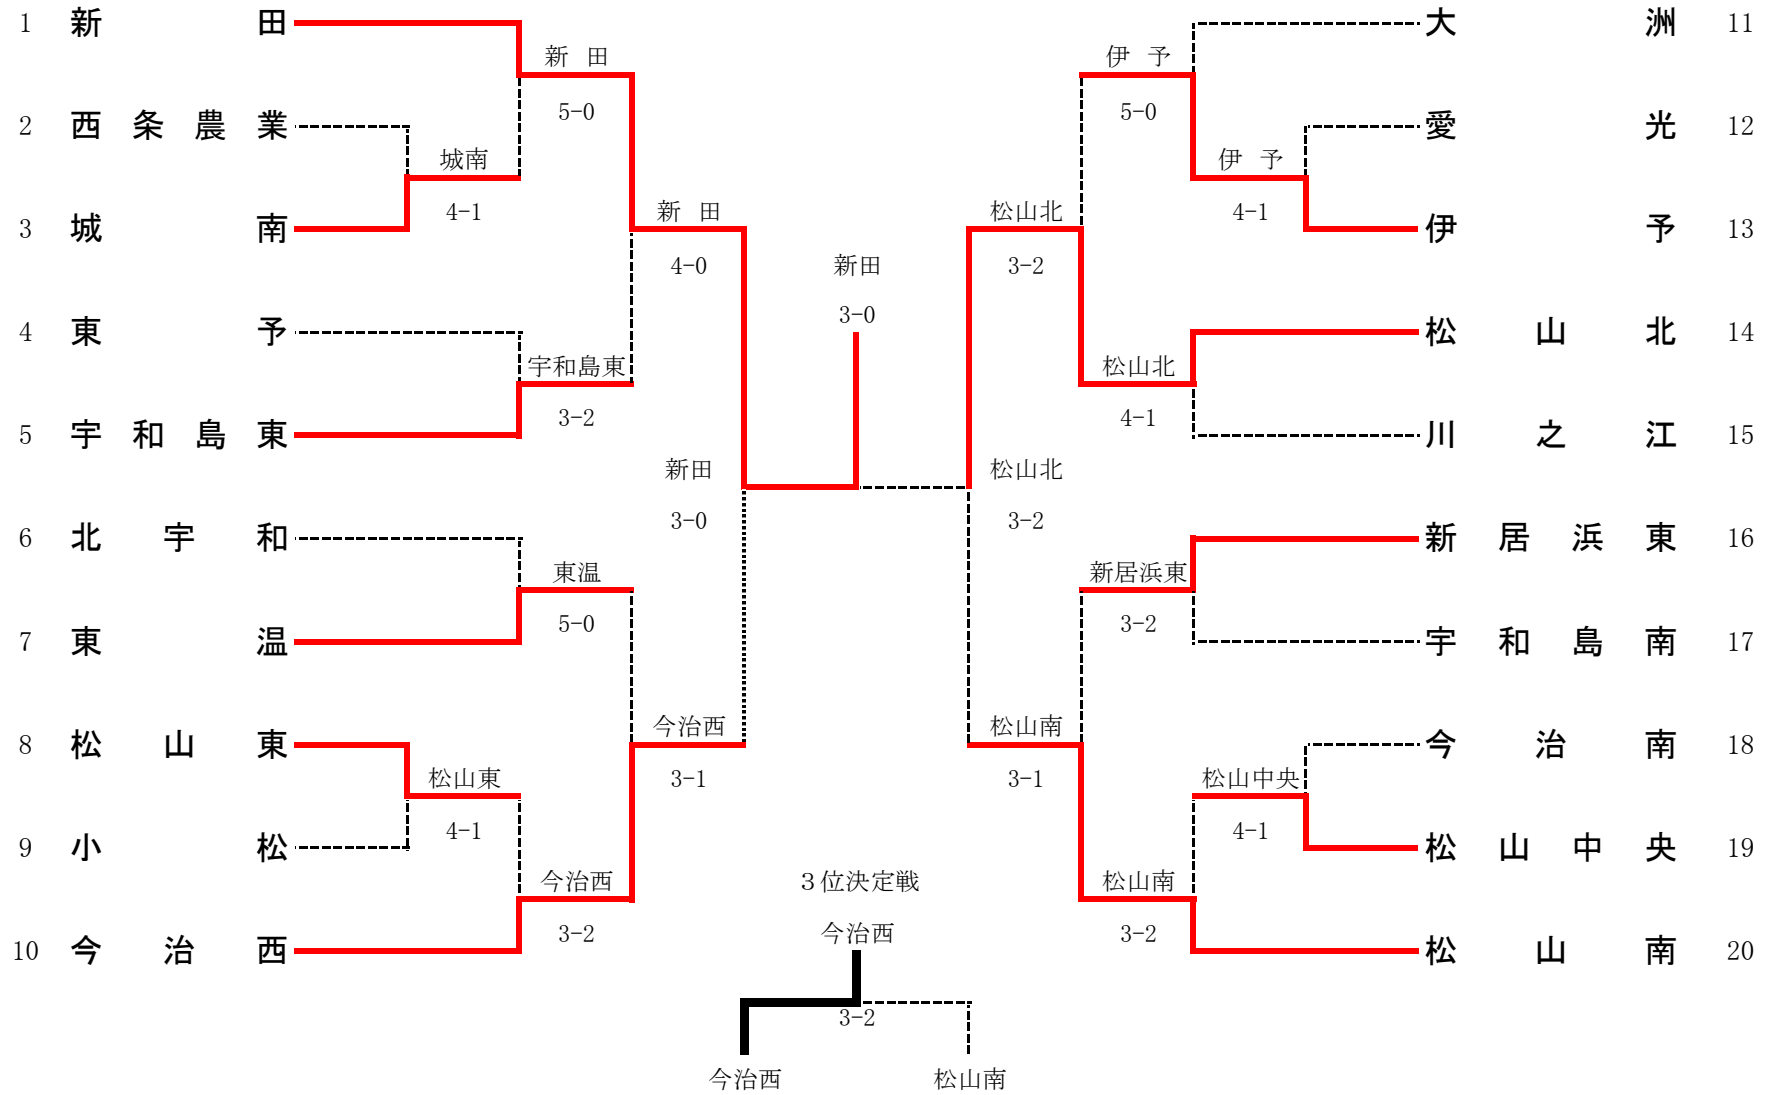 1 新田
2 西条農業
3 城南
4 東予
5 宇和島東
6 北宇和
7 東温
8 松山東
9 小松
10 今治西
城南
4-1
松山東
4-1
新田
5-0
宇和島東
3-2
東温
5-0
今治西
3-2
新田
4-0
今治西
3-1
新田
3-0
新田
3-0
松山北
3-2
松山北
3-2
松山南
3-1
伊予
5-0
松山北
4-1
新居浜東
3-2
松山南
3-2
伊予
4-1
松山中央
4-1
大洲 11
愛光 12
伊予 13
松山北 14
川之江 15
新居浜東 16
宇和島南 17
今治南 18
松山中央 19
松山南 20
３位決定戦
今治西
3-2
今治西
松山南